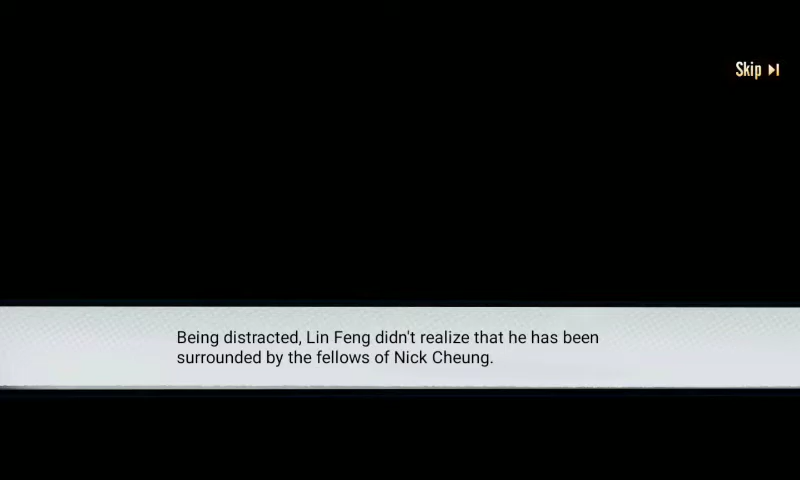 Skip
Being distracted, Lin Feng didn't realize that he has been
surrounded by the fellows of Nick Cheung.